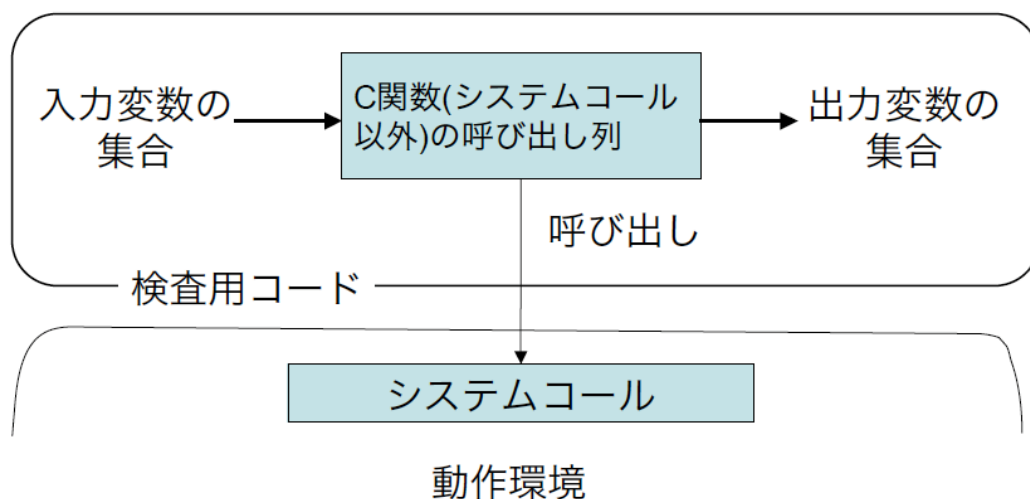 入力変数の
集合
C関数(システムコール
以外)の呼び出し列
出力変数の
集合
呼び出し
検査用コード
システムコール
動作環境